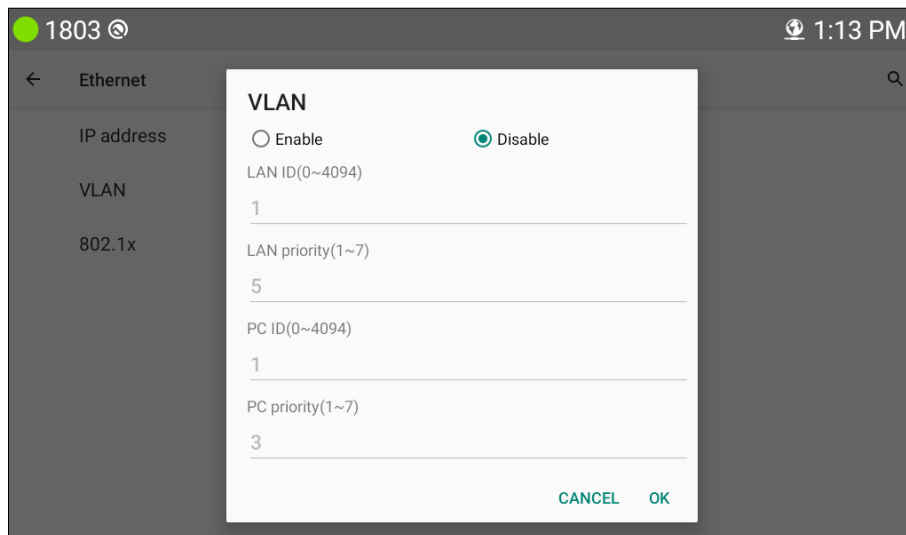 1803 1:13 PM
Ethernet
IP address
VLAN
802.1x
VLAN
Enable Disable
LAN ID(0~4094)
1
LAN priority(1~7)
5
PC ID(0~4094)
1
PC priority(1~7)
3
CANCEL OK